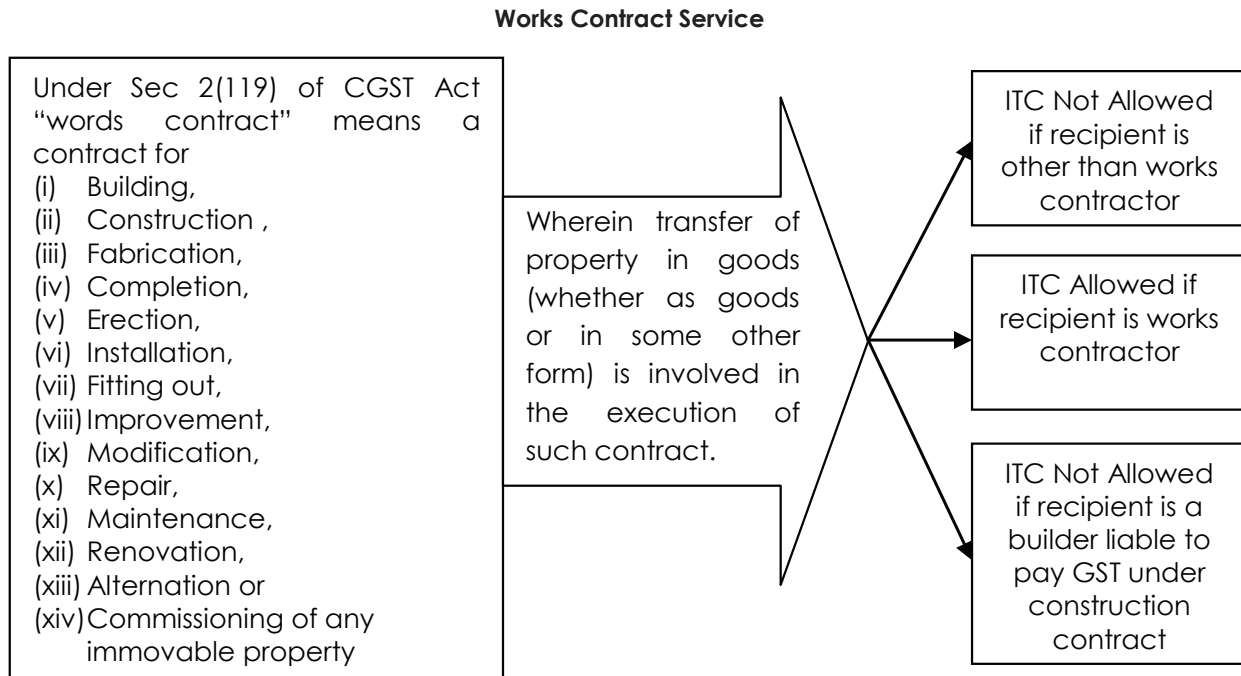 Works Contract Service
Under Sec 2(119) of CGST Act
“words contract” means a
contract for
(i) Building,
(ii) Construction ,
(iii) Fabrication,
(iv) Completion,
(v) Erection,
(vi) Installation,
(vii) Fitting out,
(viii) Improvement,
(ix) Modification,
(x) Repair,
(xi) Maintenance,
(xii) Renovation,
(xiii) Alternation or
(xiv) Commissioning of any
immovable property
Wherein transfer of
property in goods
(whether as goods
or in some other
form) is involved in
the execution of
such contract.
ITC Not Allowed
if recipient is
other than works
contractor
ITC Allowed if
recipient is works
contractor
ITC Not Allowed
if recipient is a
builder liable to
pay GST under
construction
contract